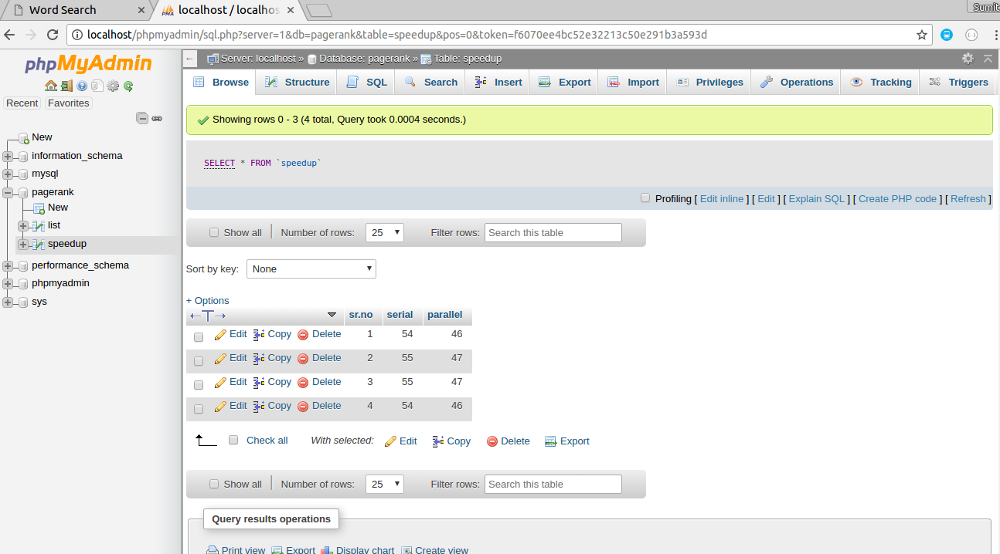 Word Search
localhost / localhos
Sumit
localhost/phpmyadmin/sql.php?server=1&db=pagerank&table=speedup&pos=0&token=f6070ee4bc52e32213c50e291b3a593d
phpMyAdmin
Recent Favorites
New
information_schema
mysql
pagerank
New
list
speedup
performance_schema
phpmyadmin
sys
Server: localhost » Database: pagerank » Table: speedup
Browse Structure SQL Search Insert Export Import Privileges Operations Tracking Triggers
Showing rows 0 - 3 (4 total, Query took 0.0004 seconds.)
SELECT * FROM `speedup`
Profiling [ Edit inline ] [ Edit ] [ Explain SQL ] [ Create PHP code ] [ Refresh ]
Show all | Number of rows: 25 Filter rows: Search this table
Sort by key: None
+ Options
←T→ sr.no serial parallel
Edit Copy Delete 1 54 46
Edit Copy Delete 2 55 47
Edit Copy Delete 3 55 47
Edit Copy Delete 4 54 46
Check all With selected: Edit Copy Delete Export
Show all | Number of rows: 25 Filter rows: Search this table
Query results operations
Print view Export Display chart Create view